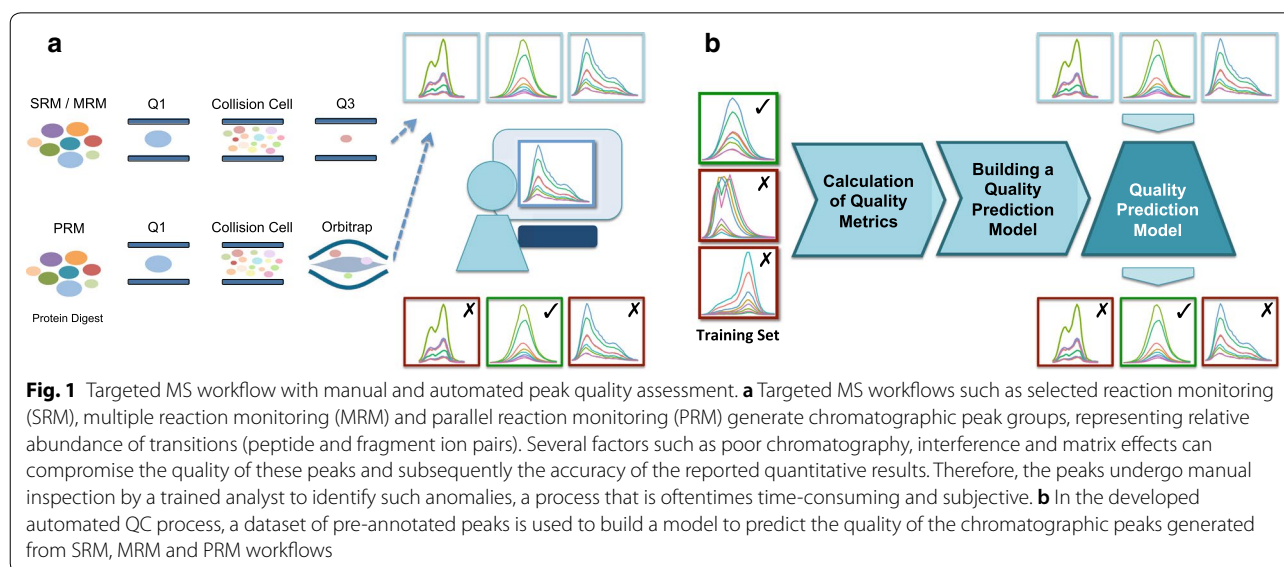 a
SRM / MRM
Q1
Collision Cell
Q3
PRM
Q1
Collision Cell
Orbitrap
Protein Digest
✗
✓
✗
b
✓
✗
✗
Training Set
Calculation
of Quality
Metrics
Building a
Quality
Prediction
Model
Quality
Prediction
Model
✗
✓
✗
Fig. 1 Targeted MS workflow with manual and automated peak quality assessment. a Targeted MS workflows such as selected reaction monitoring
(SRM), multiple reaction monitoring (MRM) and parallel reaction monitoring (PRM) generate chromatographic peak groups, representing relative
abundance of transitions (peptide and fragment ion pairs). Several factors such as poor chromatography, interference and matrix effects can
compromise the quality of these peaks and subsequently the accuracy of the reported quantitative results. Therefore, the peaks undergo manual
inspection by a trained analyst to identify such anomalies, a process that is oftentimes time-consuming and subjective. b In the developed
automated QC process, a dataset of pre-annotated peaks is used to build a model to predict the quality of the chromatographic peaks generated
from SRM, MRM and PRM workflows